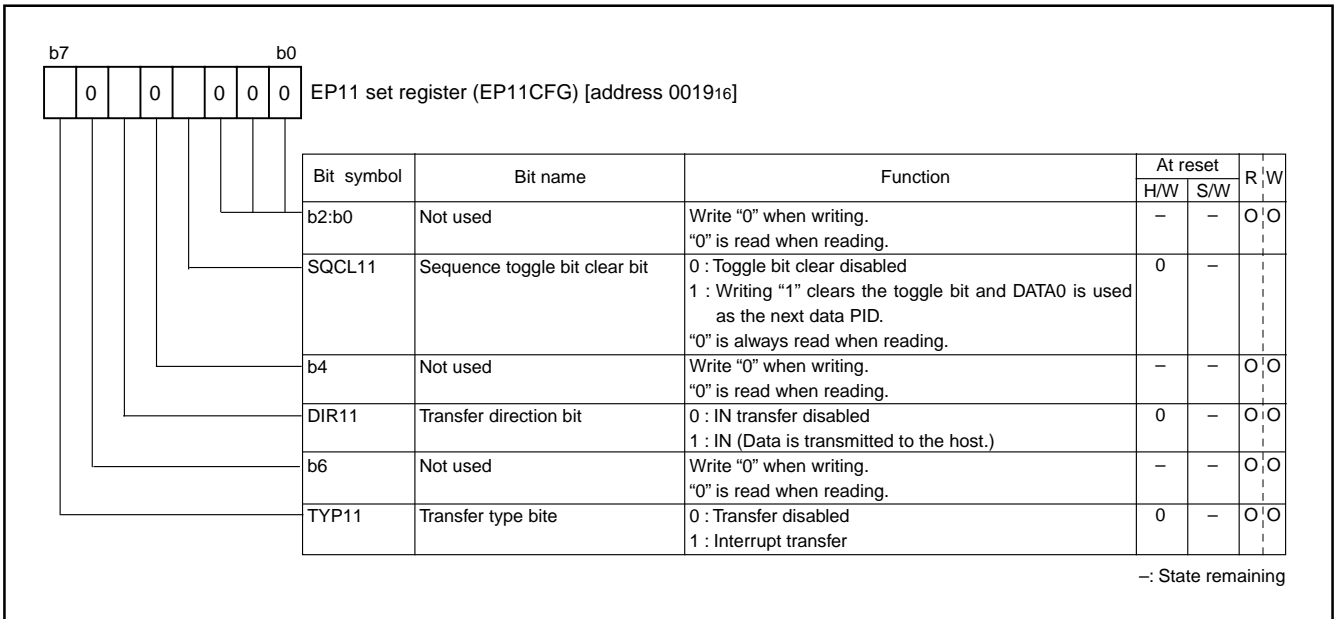 b7 b0
0 0 0 0 0 EP11 set register (EP11CFG) [address 001916]
Bit symbol Bit name Function At reset R W
H/W S/W
b2:b0 Not used Write “0” when writing. – – O O
“0” is read when reading.
SQCL11 Sequence toggle bit clear bit 0 : Toggle bit clear disabled 0 –
1 : Writing “1” clears the toggle bit and DATA0 is used
as the next data PID.
“0” is always read when reading.
b4 Not used Write “0” when writing. – – O O
“0” is read when reading.
DIR11 Transfer direction bit 0 : IN transfer disabled 0 – O O
1 : IN (Data is transmitted to the host.)
b6 Not used Write “0” when writing. – – O O
“0” is read when reading.
TYP11 Transfer type bite 0 : Transfer disabled 0 – O O
1 : Interrupt transfer
–: State remaining